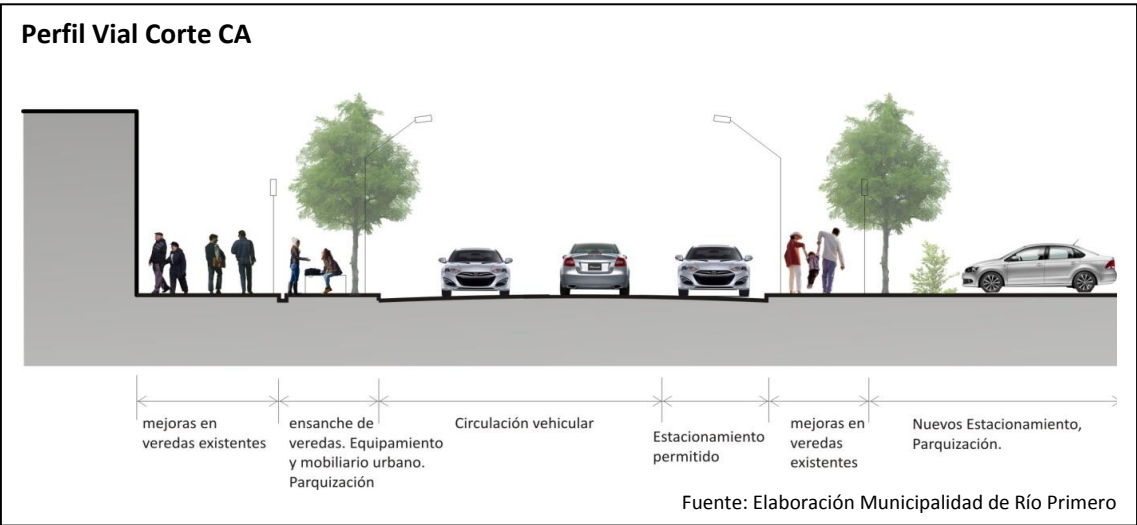 Perfil Vial Corte CA
mejoras en
veredas existentes
ensanche de
veredas. Equipamiento
y mobiliario urbano.
Parquización
Circulación vehicular
Estacionamiento
permitido
mejoras en
veredas
existentes
Nuevos Estacionamiento,
Parquización.
Fuente: Elaboración Municipalidad de Río Primero